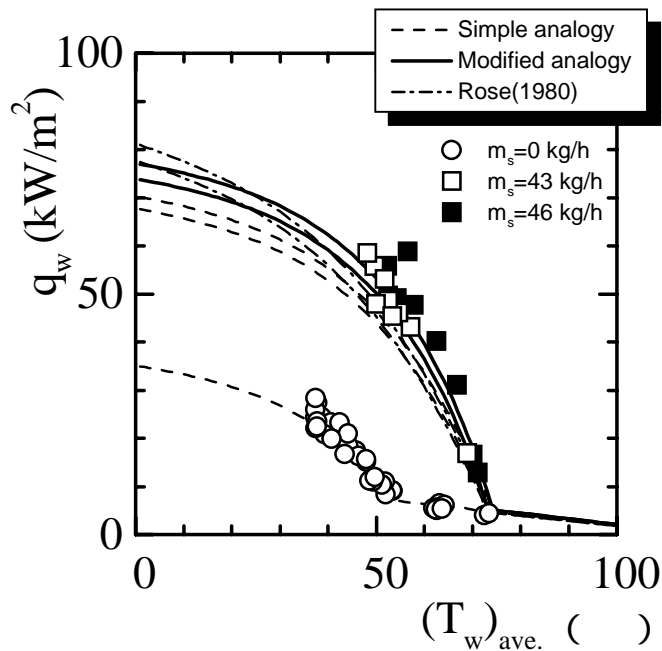 Simple analogy
Modified analogy
Rose(1980)
m_s=0 kg/h
m_s=43 kg/h
m_s=46 kg/h
q_w (kW/m^2)
100
50
0
0 50 100
(T_w)_ave. ( )